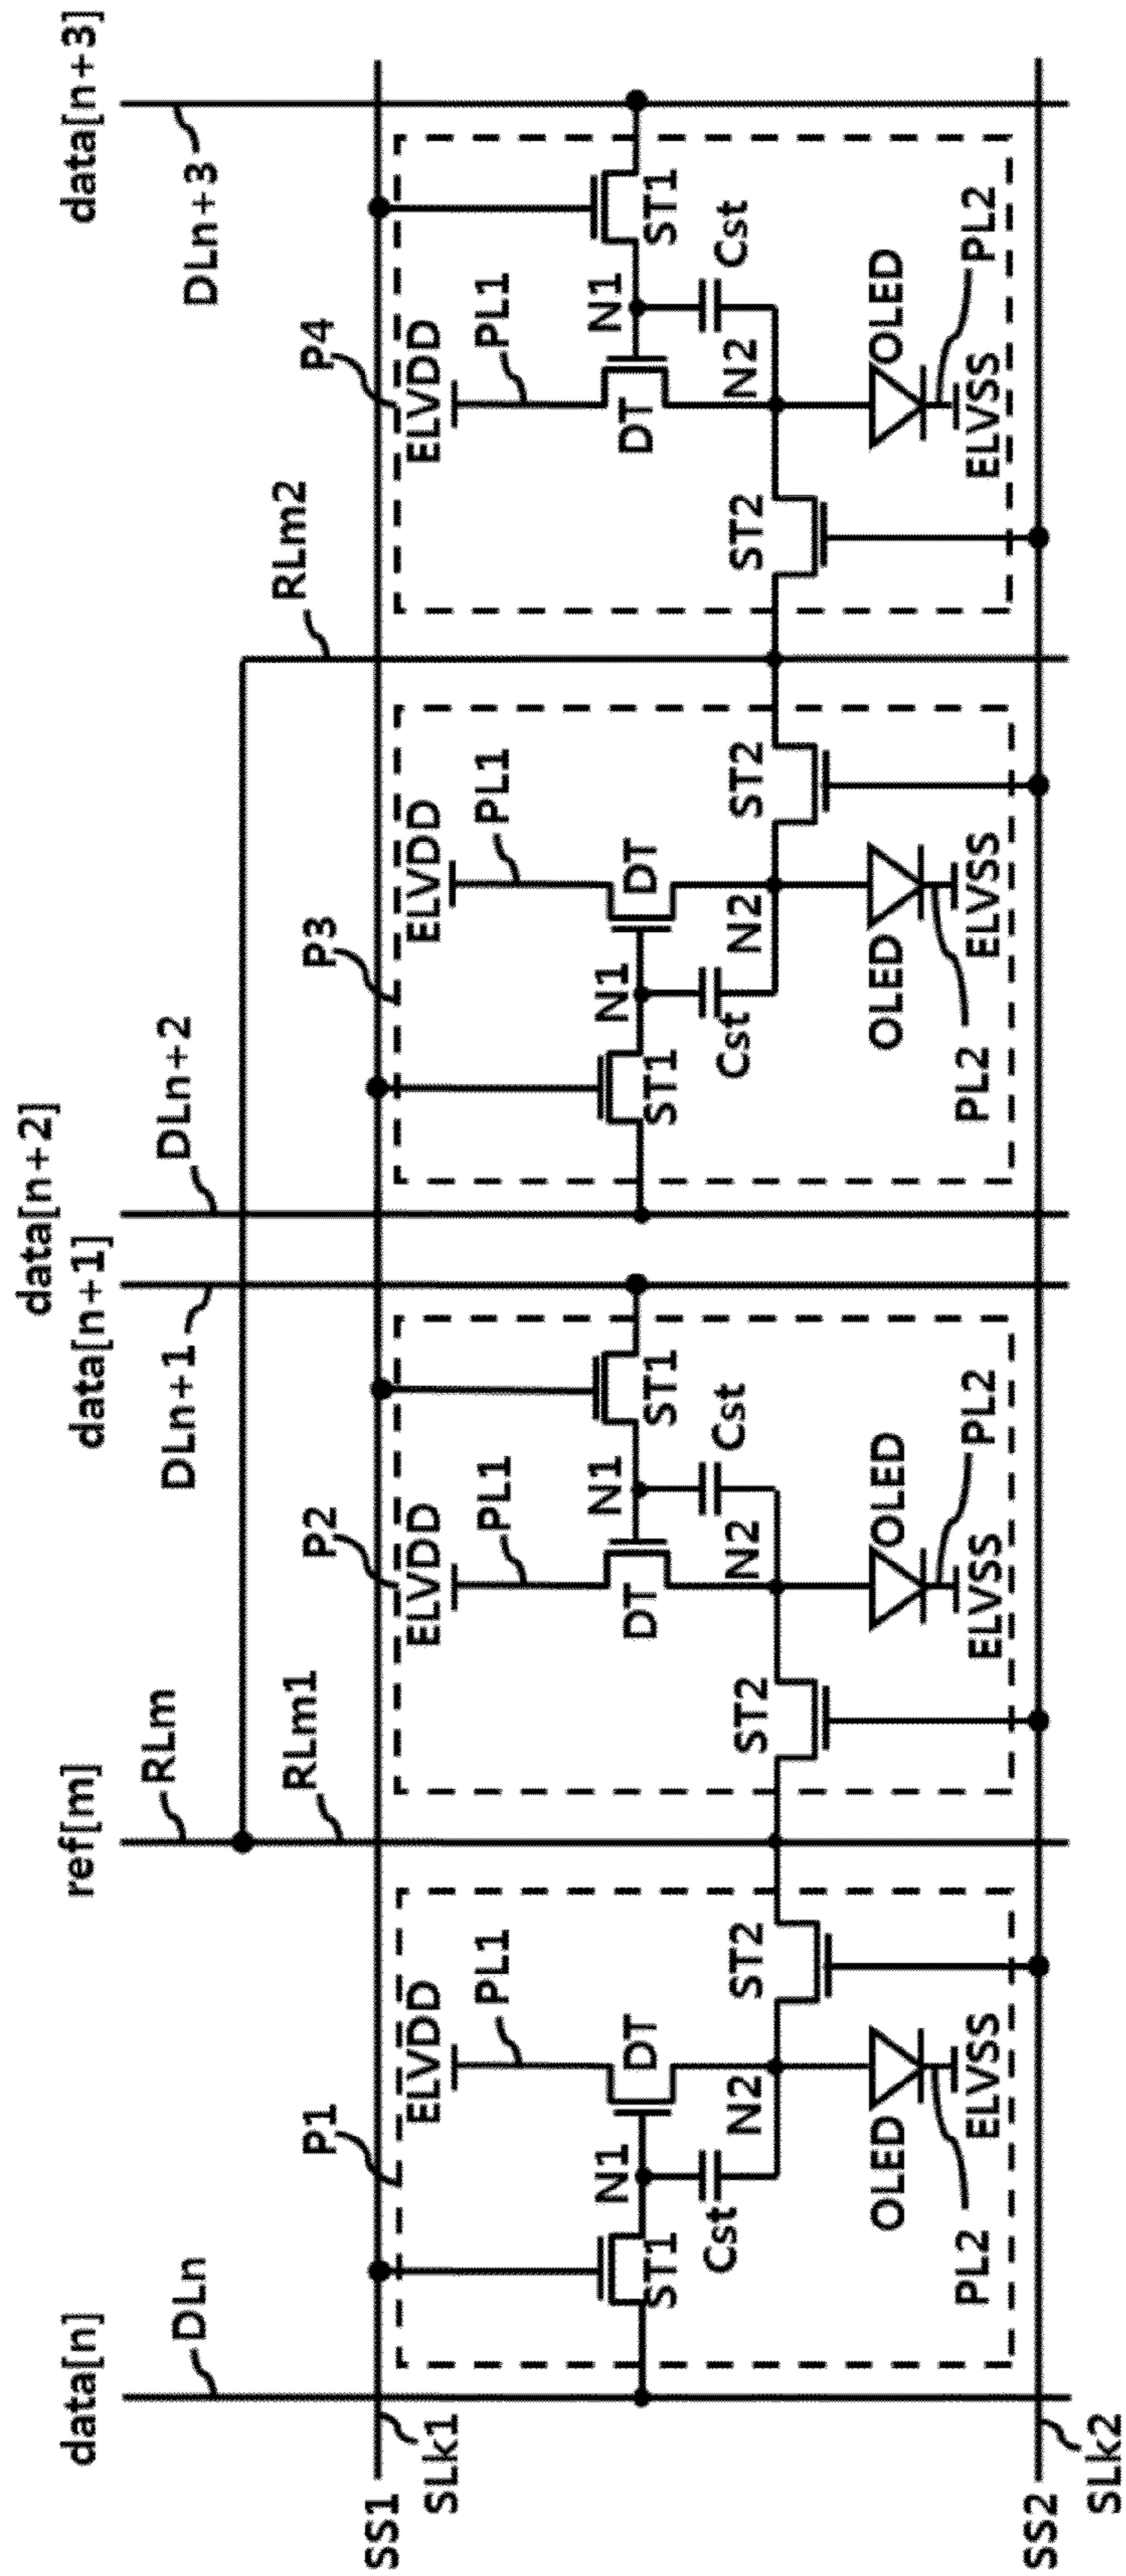 data[n]
ref[m]
data[n+2]
data[n+1]
data[n+3]
DLn
RLm
DLn+1
DLn+2
DLn+3
RLm1
RLm2
P1
P2
P3
P4
SS1
SLk1
ELVDD
PL1
ELVDD
PL1
ELVDD
PL1
ELVDD
PL1
ST1
N1
DT
DT
N1
ST1
ST1
N1
DT
DT
N1
ST1
Cst
N2
ST2
ST2
N2
Cst
Cst
N2
ST2
ST2
N2
Cst
OLED
OLED
OLED
OLED
PL2
ELVSS
ELVSS
PL2
PL2
ELVSS
ELVSS
PL2
SS2
SLk2